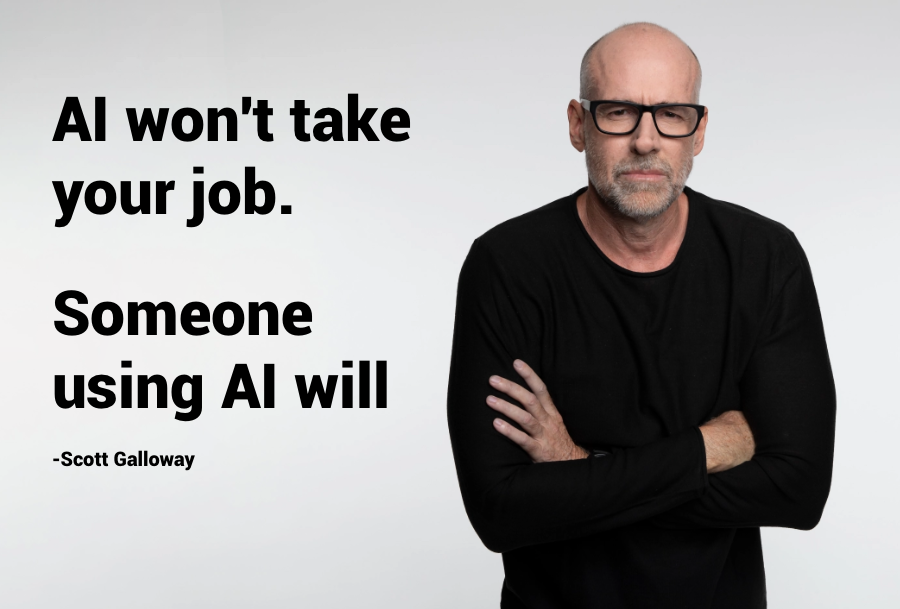 AI won't take
your job.
Someone
using AI will
-Scott Galloway